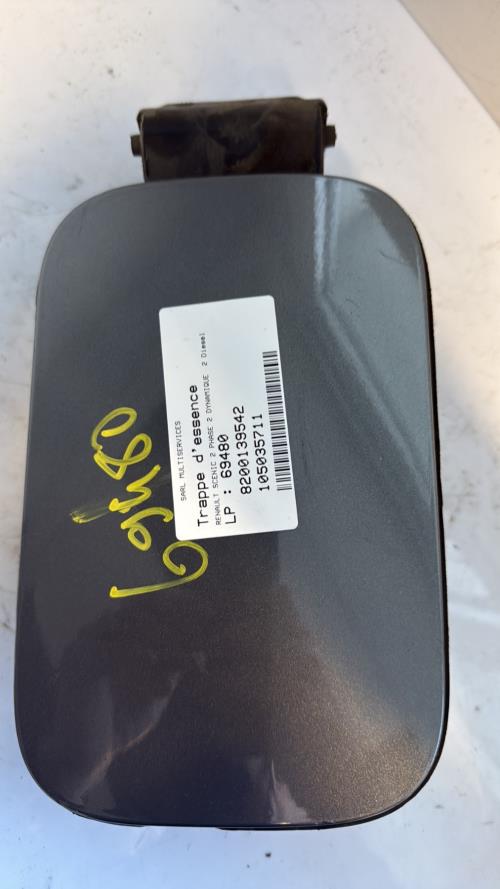 SARL MULTISERVICES
Trappe d'essence
RENAULT SCENIC 2 PHASE 2 DYNAMIQUE 2 Diesel
LP : 69480
8200139542
105035711
69480